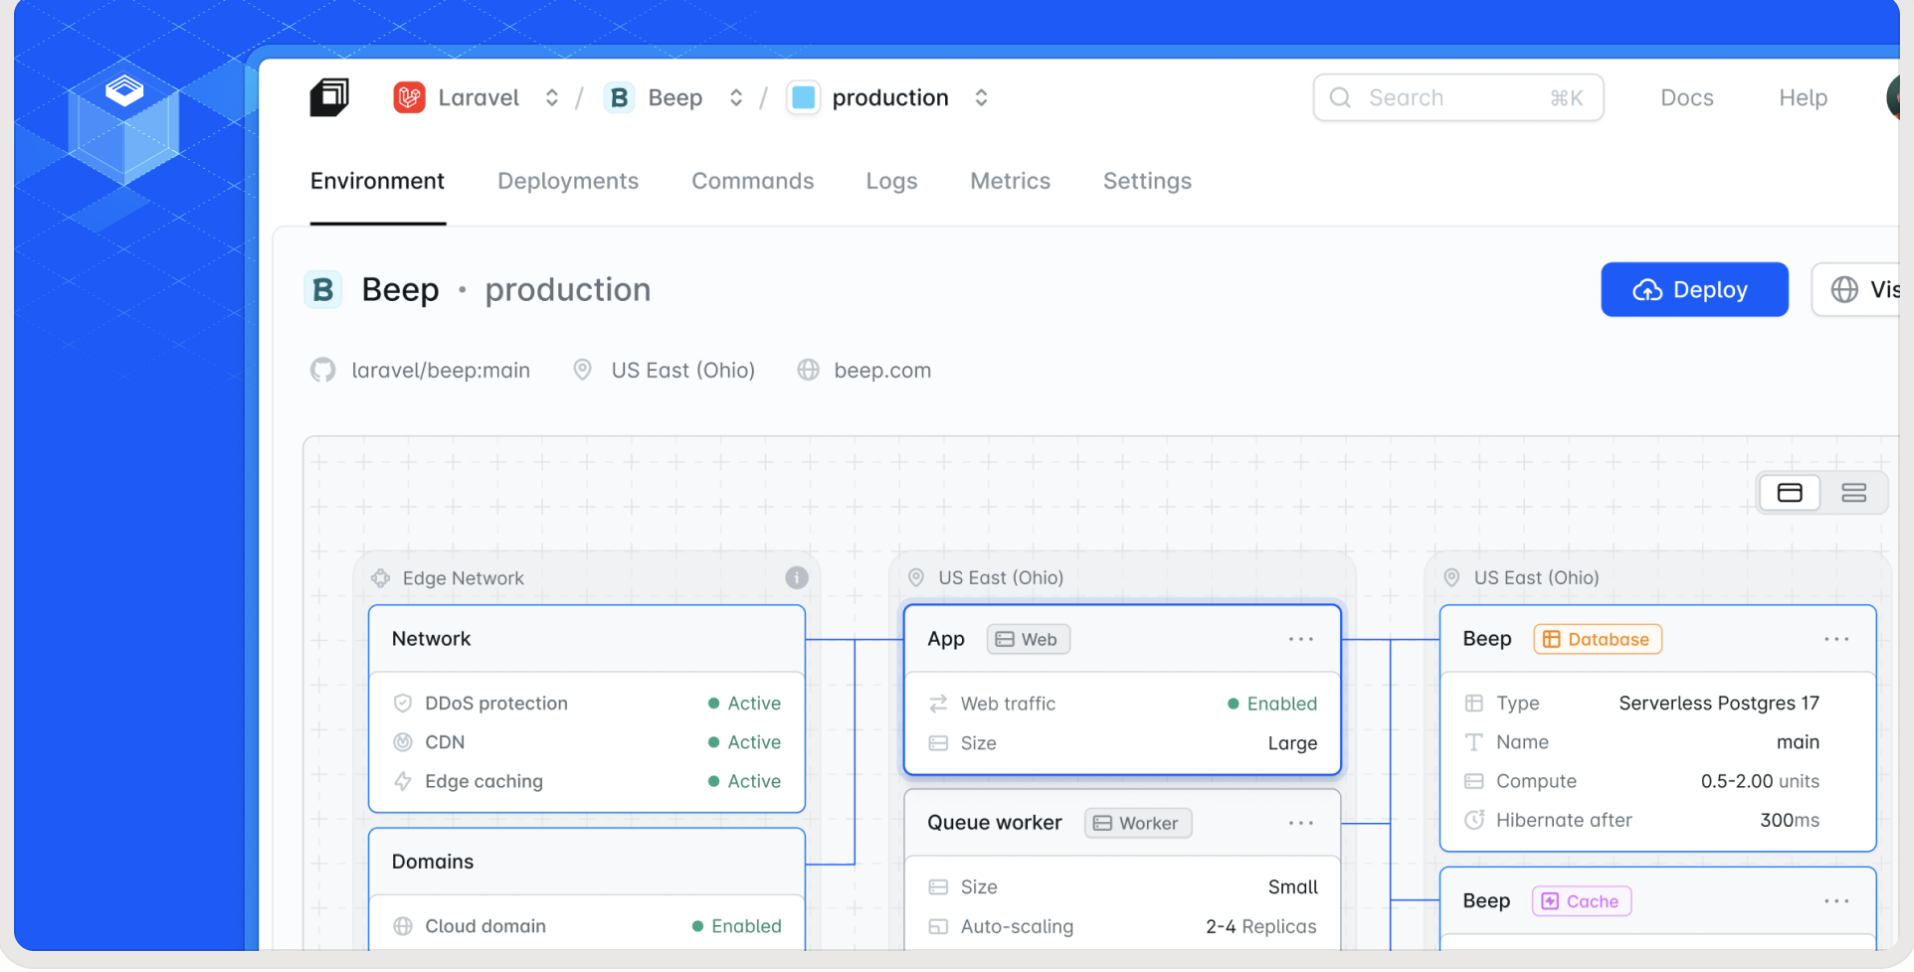 Laravel / B Beep / production Search ⌘K Docs Help
Environment Deployments Commands Logs Metrics Settings
B Beep • production Deploy
laravel/beep:main US East (Ohio) beep.com
Edge Network
Network
DDoS protection Active
CDN Active
Edge caching Active
Domains
Cloud domain Enabled
US East (Ohio)
App Web ...
Web traffic Enabled
Size Large
Queue worker Worker ...
Size Small
Auto-scaling 2-4 Replicas
US East (Ohio)
Beep Database ...
Type Serverless Postgres 17
Name main
Compute 0.5-2.00 units
Hibernate after 300ms
Beep Cache ...